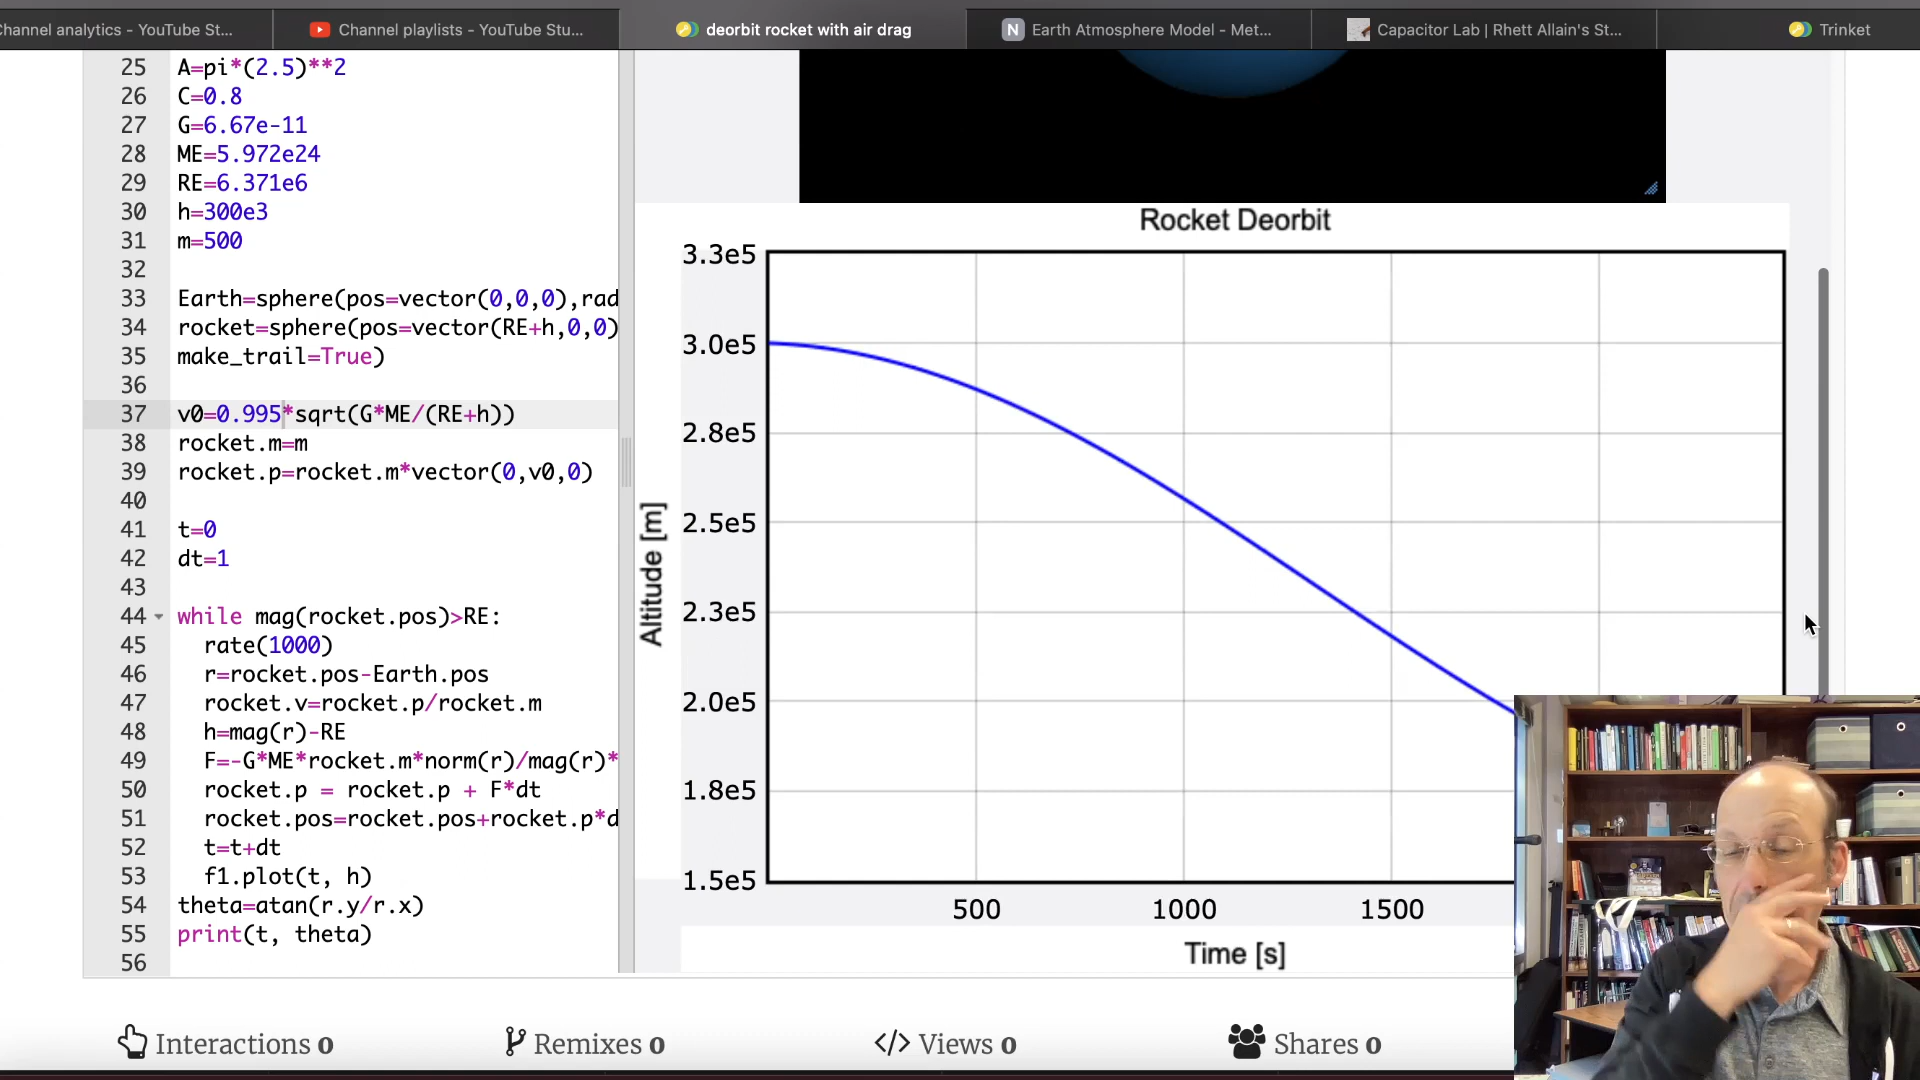 Channel analytics - YouTube St...
Channel playlists - YouTube Stu...
deorbit rocket with air drag
N Earth Atmosphere Model - Met...
Capacitor Lab | Rhett Allain's St...
Trinket
25 A=pi*(2.5)**2
26 C=0.8
27 G=6.67e-11
28 ME=5.972e24
29 RE=6.371e6
30 h=300e3
31 m=500
32
33 Earth=sphere(pos=vector(0,0,0),rad
34 rocket=sphere(pos=vector(RE+h,0,0)
35 make_trail=True)
36
37 v0=0.995*sqrt(G*ME/(RE+h))
38 rocket.m=m
39 rocket.p=rocket.m*vector(0,v0,0)
40
41 t=0
42 dt=1
43
44 while mag(rocket.pos)>RE:
45 rate(1000)
46 r=rocket.pos-Earth.pos
47 rocket.v=rocket.p/rocket.m
48 h=mag(r)-RE
49 F=-G*ME*rocket.m*norm(r)/mag(r)*
50 rocket.p = rocket.p + F*dt
51 rocket.pos=rocket.pos+rocket.p*d
52 t=t+dt
53 f1.plot(t, h)
54 theta=atan(r.y/r.x)
55 print(t, theta)
56
Rocket Deorbit
3.3e5
3.0e5
2.8e5
2.5e5
2.3e5
2.0e5
1.8e5
1.5e5
Altitude [m]
500
1000
1500
Time [s]
Interactions 0
Remixes 0
Views 0
Shares 0